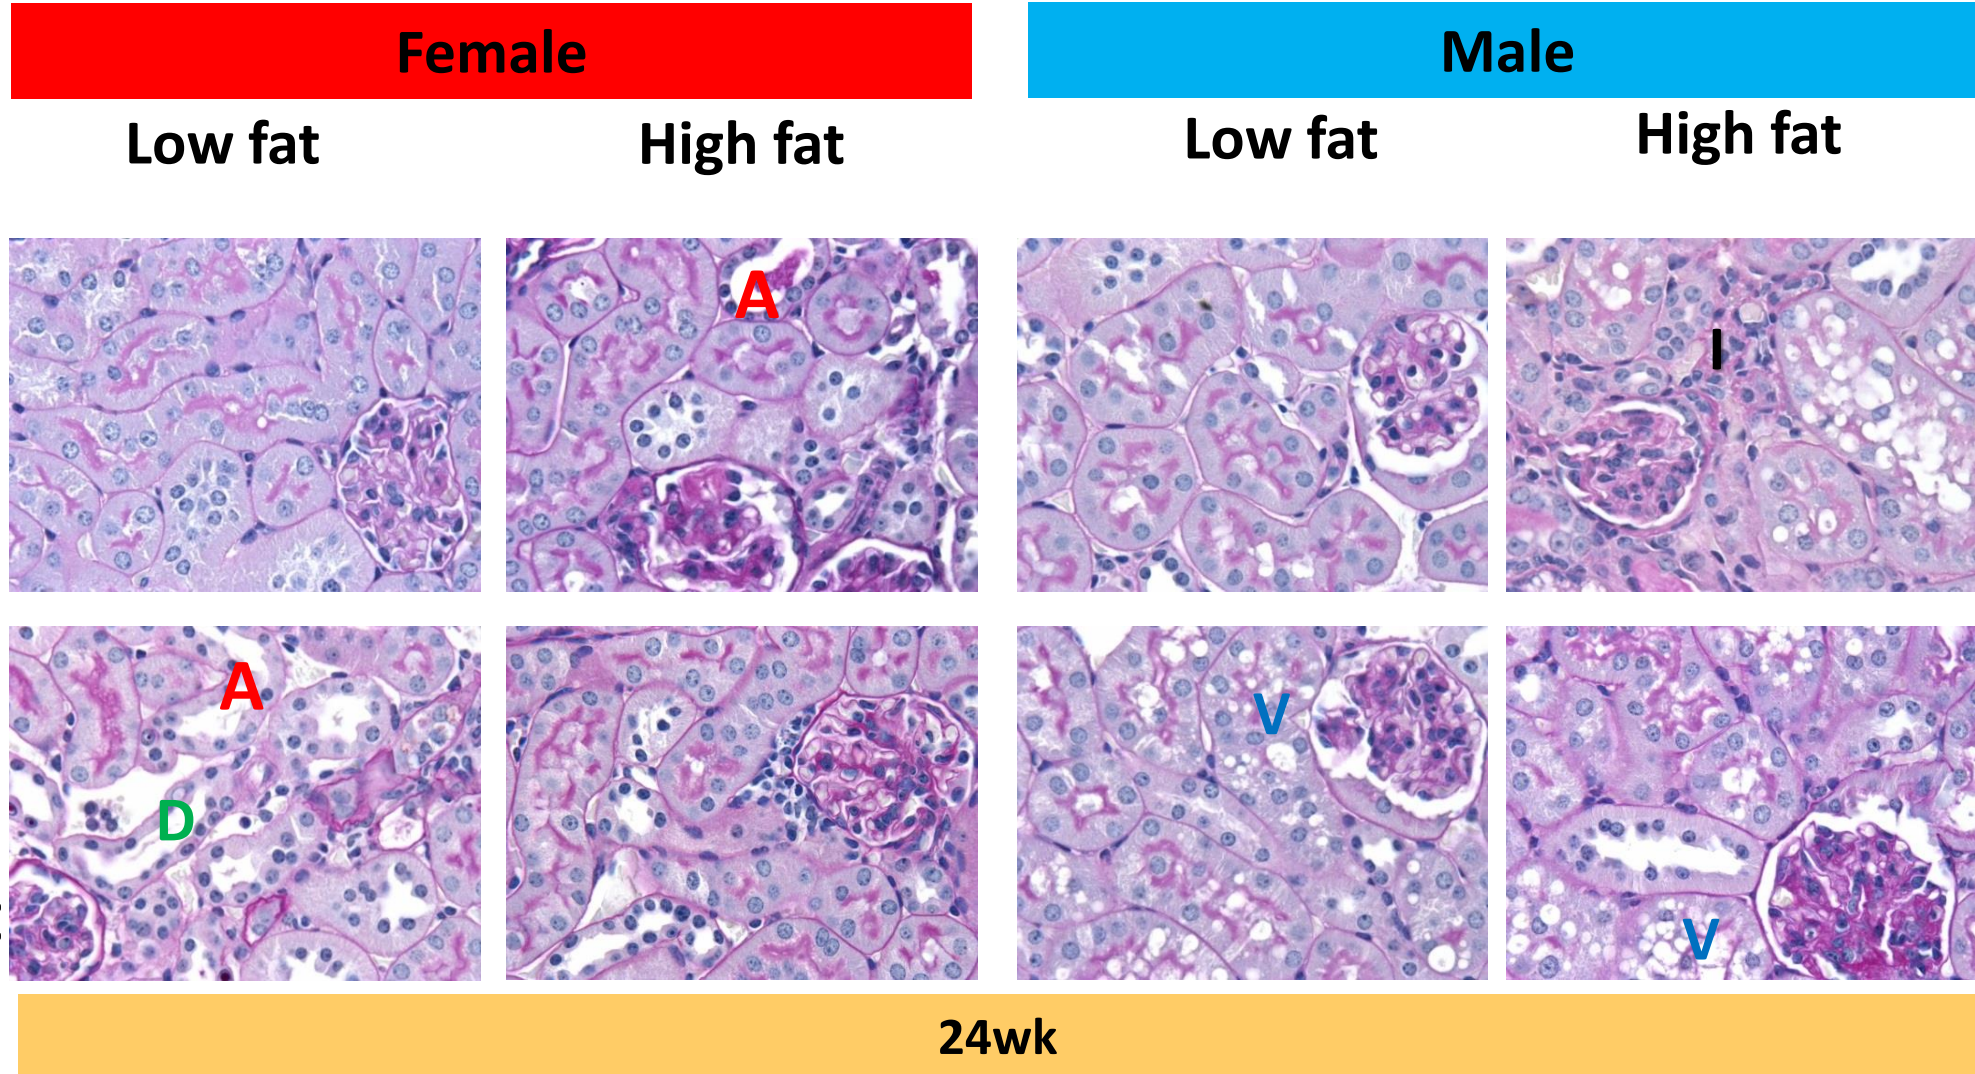 Female
Male
Low fat
High fat
Low fat
High fat
A
I
A
D
V
V
24wk